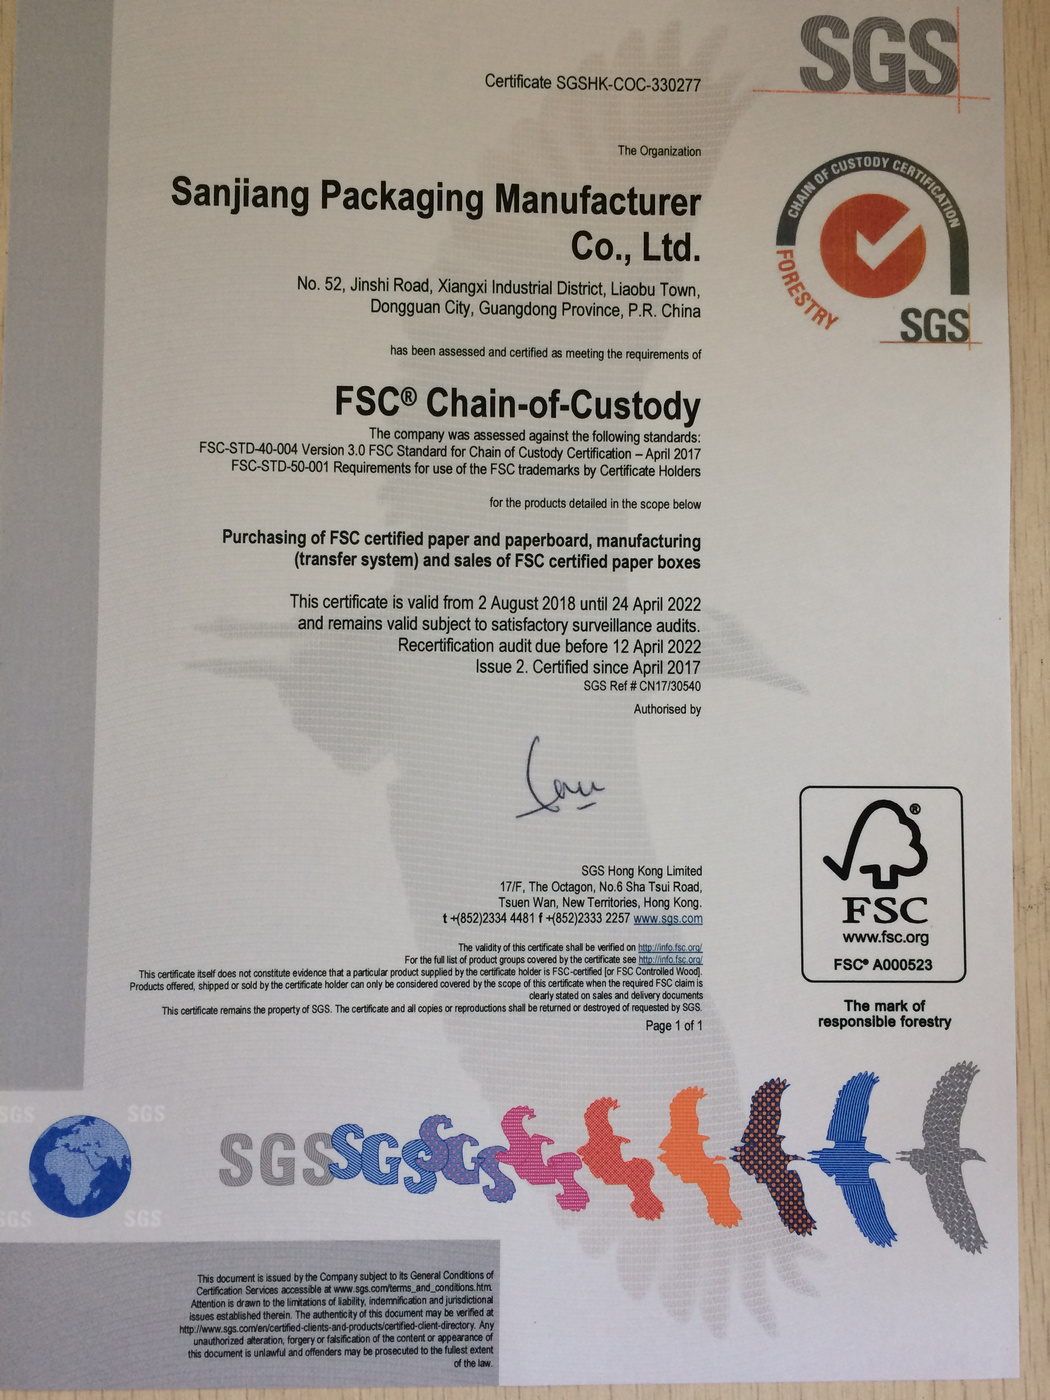 SGS
Certificate SGSHK-COC-330277
The Organization
Sanjiang Packaging Manufacturer
Co., Ltd.
No. 52, Jinshi Road, Xiangxi Industrial District, Liaobu Town,
Dongguan City, Guangdong Province, P.R. China
CHAIN OF CUSTODY CERTIFICATION
FORESTRY
SGS
has been assessed and certified as meeting the requirements of
FSC® Chain-of-Custody
The company was assessed against the following standards:
FSC-STD-40-004 Version 3.0 FSC Standard for Chain of Custody Certification – April 2017
FSC-STD-50-001 Requirements for use of the FSC trademarks by Certificate Holders
for the products detailed in the scope below
Purchasing of FSC certified paper and paperboard, manufacturing
(transfer system) and sales of FSC certified paper boxes
This certificate is valid from 2 August 2018 until 24 April 2022
and remains valid subject to satisfactory surveillance audits.
Recertification audit due before 12 April 2022
Issue 2. Certified since April 2017
SGS Ref # CN17/30540
Authorised by
SGS Hong Kong Limited
17/F, The Octagon, No.6 Sha Tsui Road,
Tsuen Wan, New Territories, Hong Kong.
t +(852)2334 4481 f +(852)2333 2257 www.sgs.com
The validity of this certificate shall be verified on http://info.fsc.org/
For the full list of product groups covered by the certificate see http://info.fsc.org/
This certificate itself does not constitute evidence that a particular product supplied by the certificate holder is FSC-certified [or FSC Controlled Wood].
Products offered, shipped or sold by the certificate holder can only be considered covered by the scope of this certificate when the required FSC claim is
clearly stated on sales and delivery documents
This certificate remains the property of SGS. The certificate and all copies or reproductions shall be returned or destroyed of requested by SGS.
Page 1 of 1
®
FSC
www.fsc.org
FSC® A000523
The mark of
responsible forestry
SGS SGS
SGS SGS
SGS SGS SGS
This document is issued by the Company subject to its General Conditions of
Certification Services accessible at www.sgs.com/terms_and_conditions.htm.
Attention is drawn to the limitations of liability, indemnification and jurisdictional
issues established therein. The authenticity of this document may be verified at
http://www.sgs.com/en/certified-clients-and-products/certified-client-directory. Any
unauthorized alteration, forgery or falsification of the content or appearance of
this document is unlawful and offenders may be prosecuted to the fullest extent
of the law.